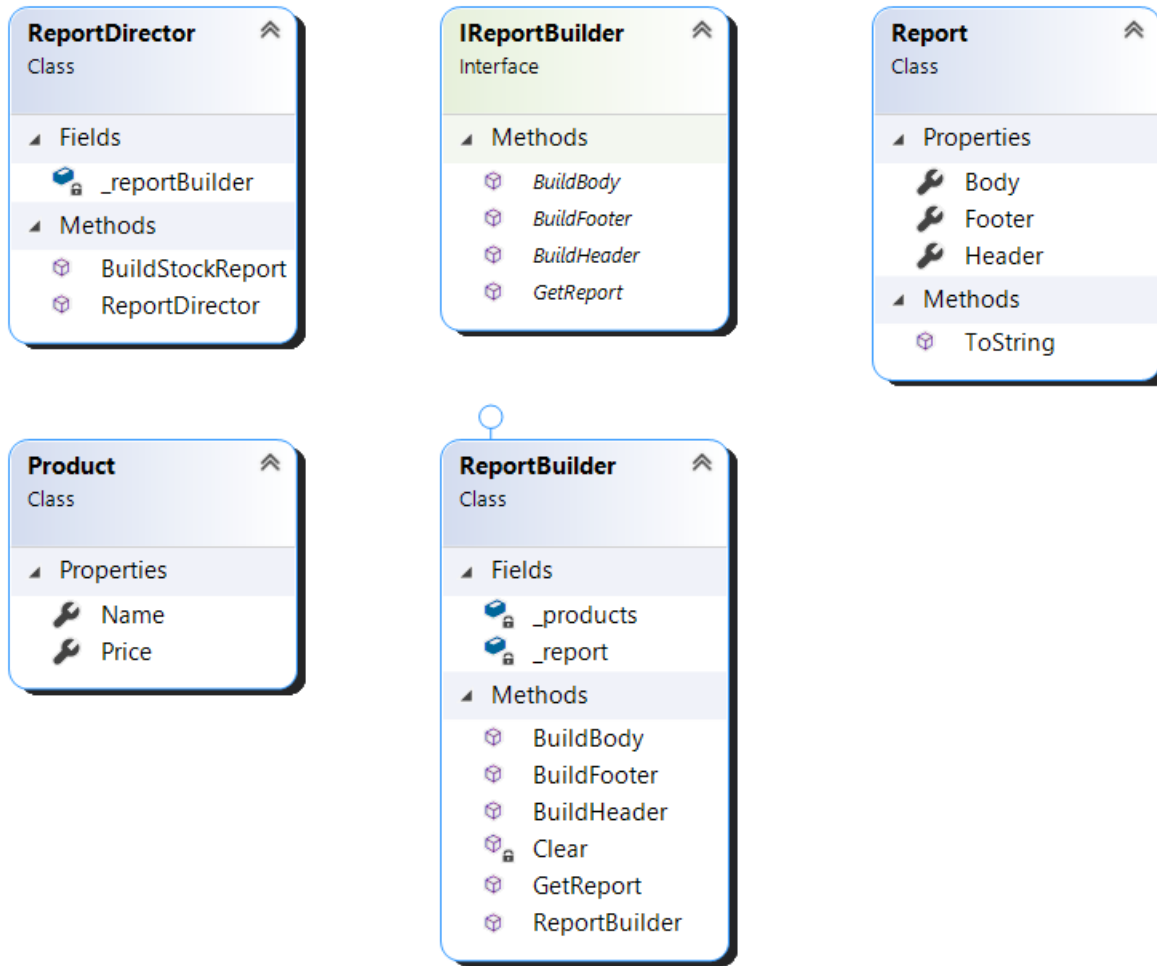 ReportDirector
Class
Fields
_reportBuilder
Methods
BuildStockReport
ReportDirector
IReportBuilder
Interface
Methods
BuildBody
BuildFooter
BuildHeader
GetReport
Report
Class
Properties
Body
Footer
Header
Methods
ToString
Product
Class
Properties
Name
Price
ReportBuilder
Class
Fields
_products
_report
Methods
BuildBody
BuildFooter
BuildHeader
Clear
GetReport
ReportBuilder